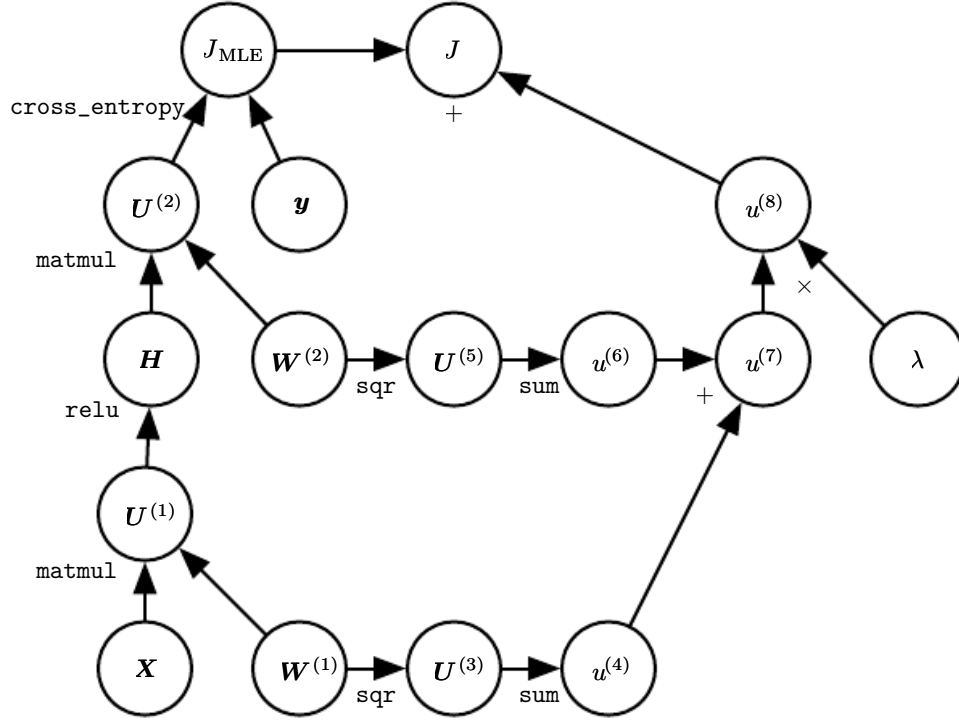 J_MLE J
cross_entropy
+
U^(2) y u^(8)
matmul
×
H W^(2) U^(5) u^(6) u^(7) λ
sqr sum +
relu
U^(1)
matmul
X W^(1) U^(3) u^(4)
sqr sum